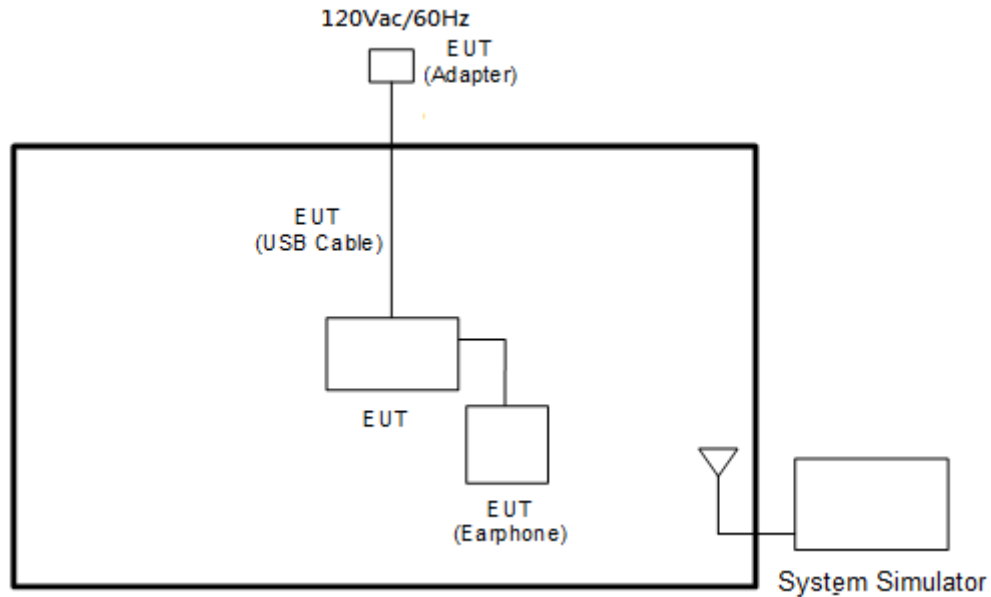 120Vac/60Hz
EUT
(Adapter)
EUT
(USB Cable)
EUT
EUT
(Earphone)
System Simulator